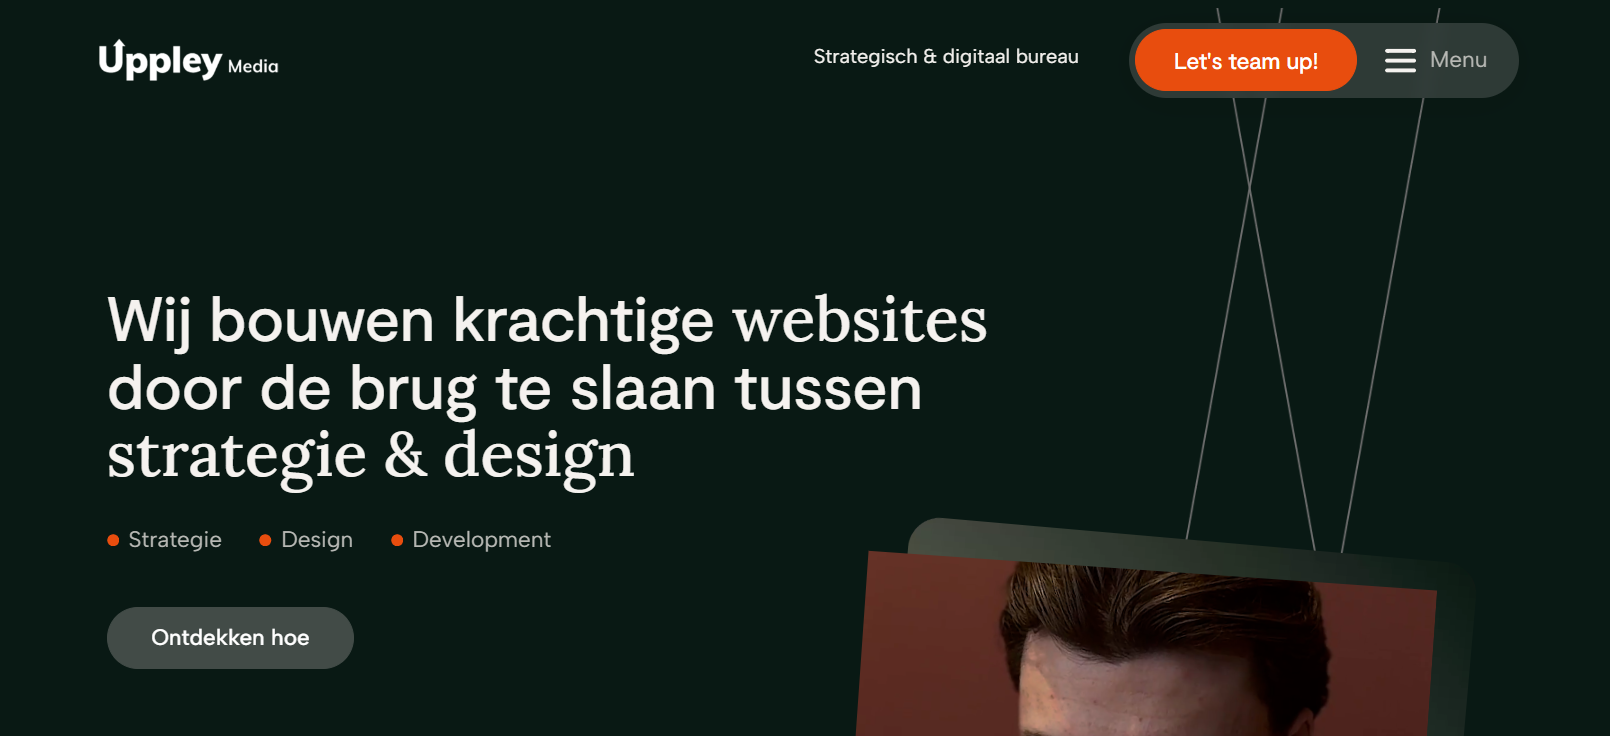 Uppley Media
Strategisch & digitaal bureau
Let's team up!
Menu
Wij bouwen krachtige websites
door de brug te slaan tussen
strategie & design
Strategie
Design
Development
Ontdekken hoe